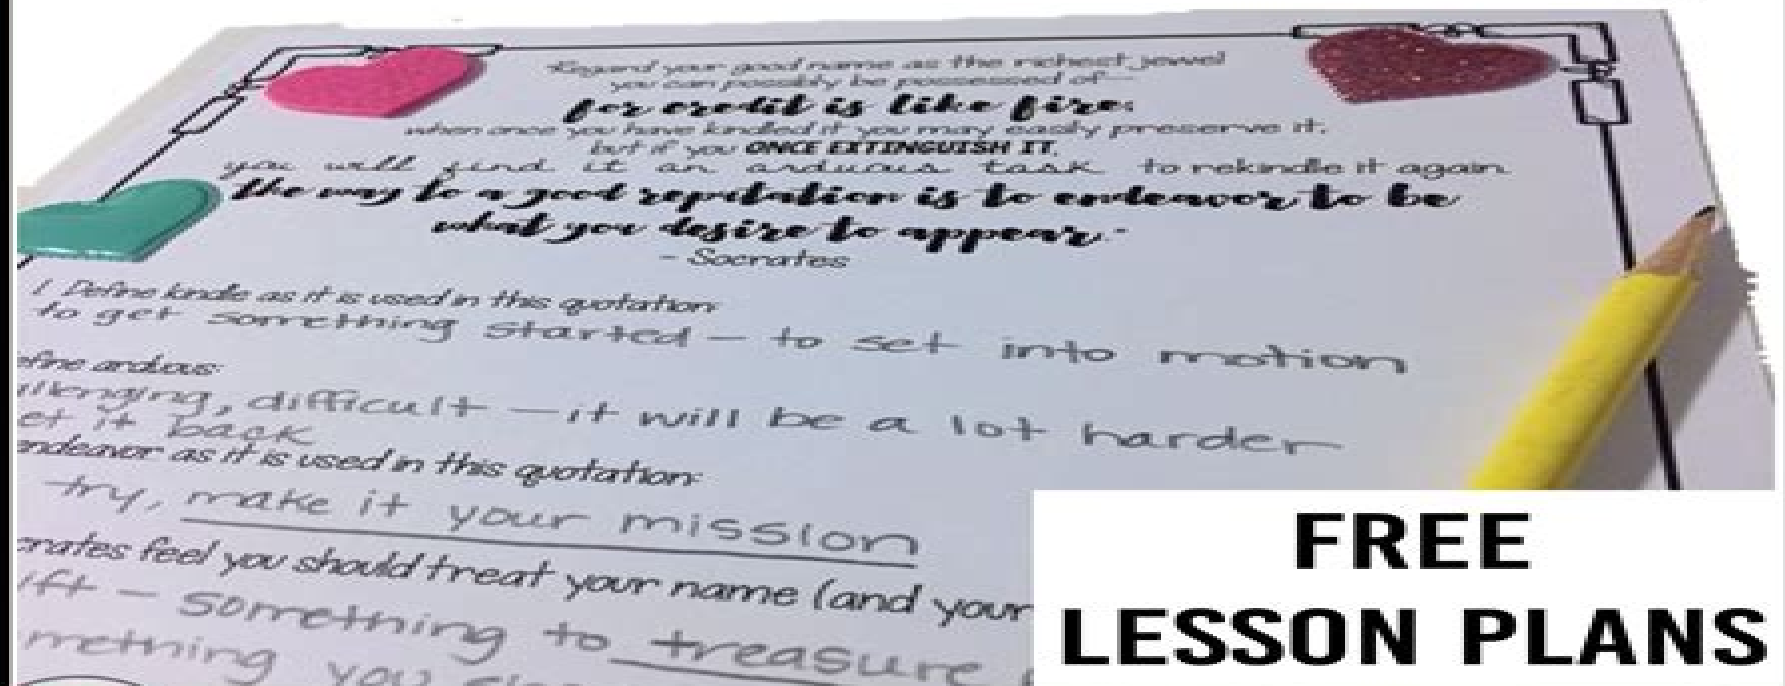 "Regard your good name as the richest jewel
you can possibly be possessed of—
for credit is like fire;
when once you have kindled it you may easily preserve it,
but if you ONCE EXTINGUISH IT,
you will find it an arduous task to rekindle it again.
The way to a good reputation is to endeavor to be
what you desire to appear."
- Socrates
1. Define kindle as it is used in this quotation:
to get something started - to set into motion
efine arduous:
allenging, difficult - it will be a lot harder
et it back
endeavor as it is used in this quotation:
try, make it your mission
crates feel you should treat your name (and your
ift - something to treasure
mething you
FREE
LESSON PLANS